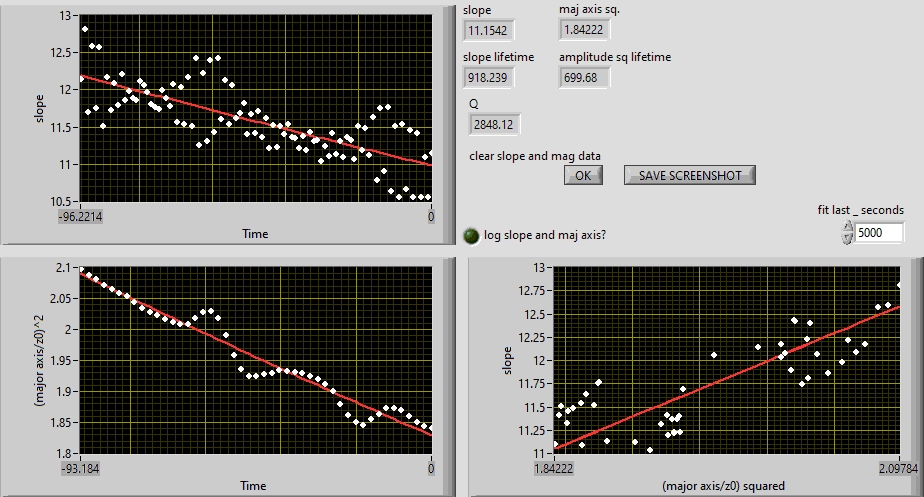 slope
maj axis sq.
11.1542
1.84222
slope lifetime
amplitude sq lifetime
918.239
699.68
Q
2848.12
clear slope and mag data
OK
SAVE SCREENSHOT
fit last _ seconds
5000
log slope and maj axis?
13
12.5
12
11.5
11
10.5
slope
-96.2214
0
Time
2.1
2.05
2
1.95
1.9
1.85
1.8
(major axis/z0)^2
-93.184
0
Time
13
12.75
12.5
12.25
12
11.75
11.5
11.25
11
slope
1.84222
2.09784
(major axis/z0) squared